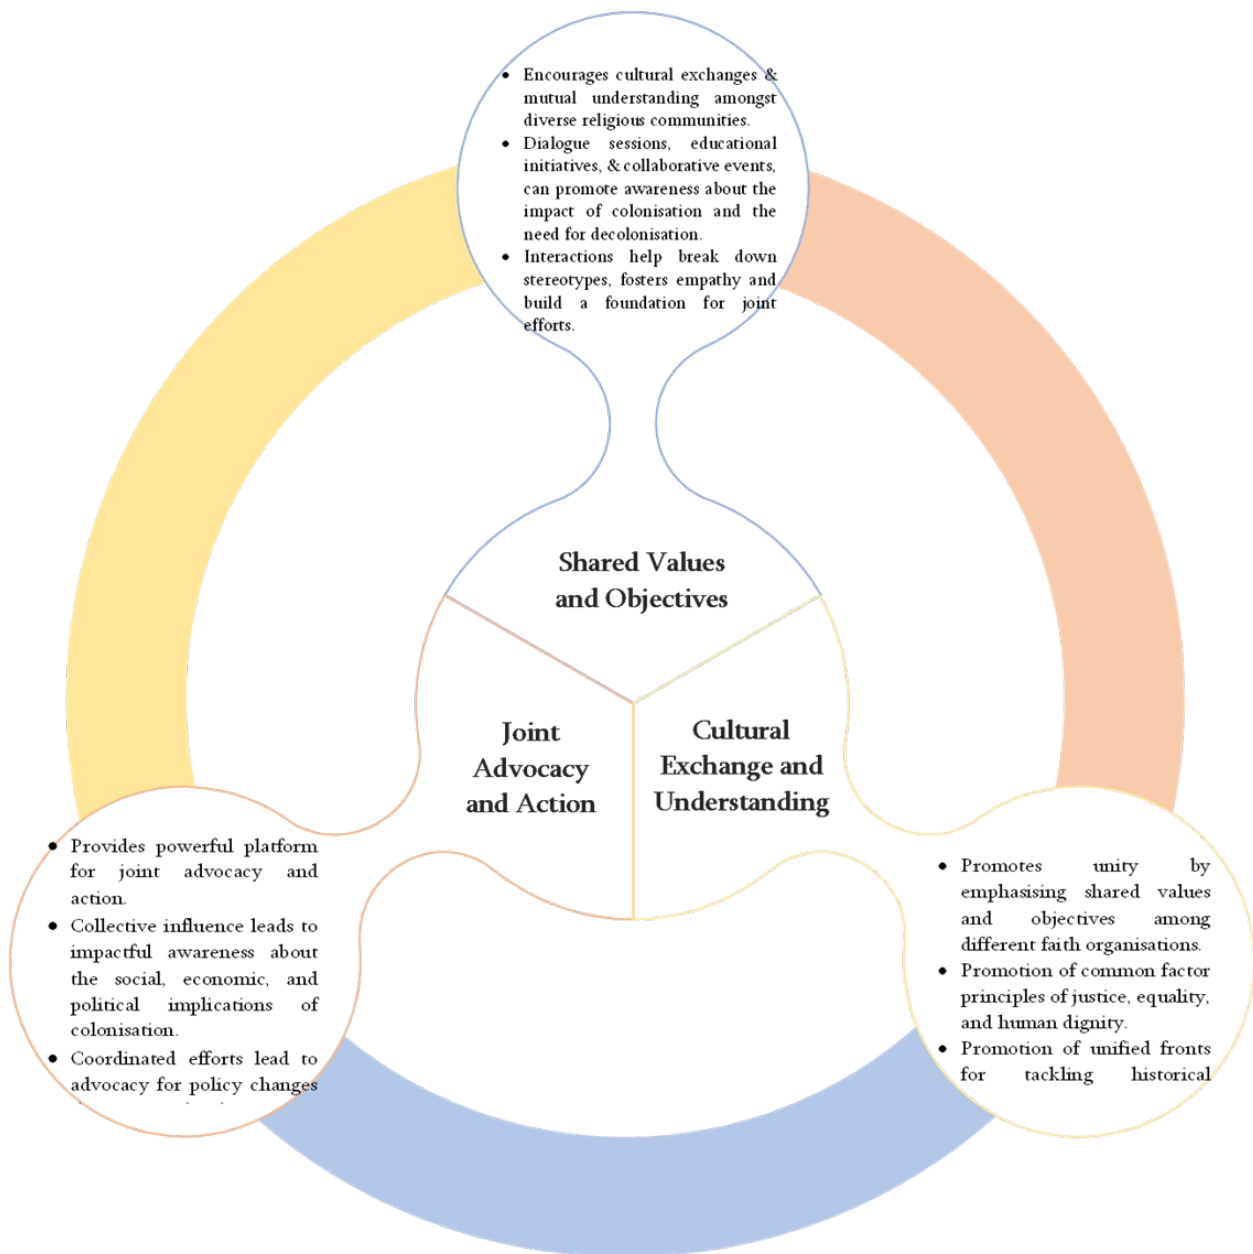 • Encourages cultural exchanges &
mutual understanding amongst
diverse religious communities.
• Dialogue sessions, educational
initiatives, & collaborative events,
can promote awareness about the
impact of colonisation and the
need for decolonisation.
• Interactions help break down
stereotypes, fosters empathy and
build a foundation for joint
efforts.
Shared Values
and Objectives
Joint
Advocacy
and Action
Cultural
Exchange and
Understanding
• Provides powerful platform
for joint advocacy and
action.
• Collective influence leads to
impactful awareness about
the social, economic, and
political implications of
colonisation.
• Coordinated efforts lead to
advocacy for policy changes
• Promotes unity by
emphasising shared values
and objectives among
different faith organisations.
• Promotion of common factor
principles of justice, equality,
and human dignity.
• Promotion of unified fronts
for tackling historical